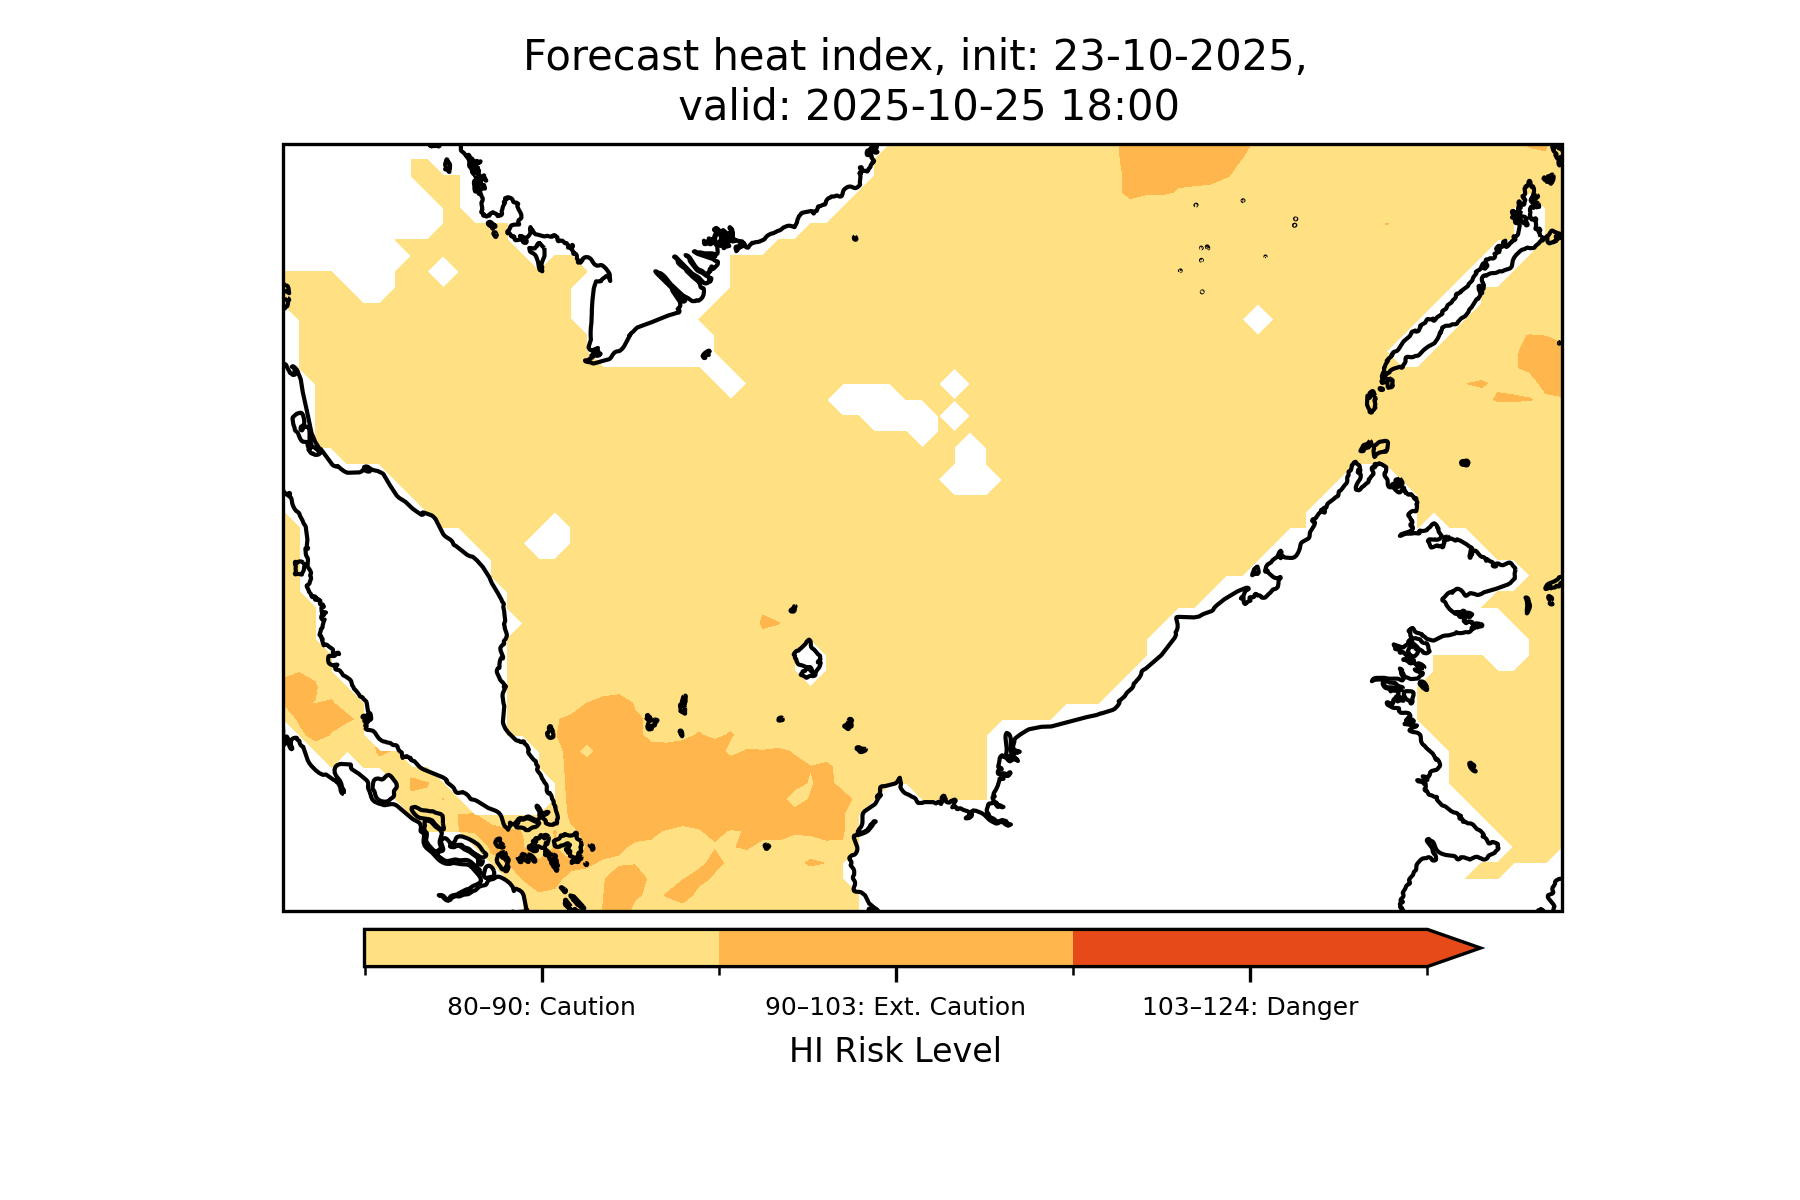 Forecast heat index, init: 23-10-2025,
valid: 2025-10-25 18:00
80–90: Caution
90–103: Ext. Caution
103–124: Danger
HI Risk Level